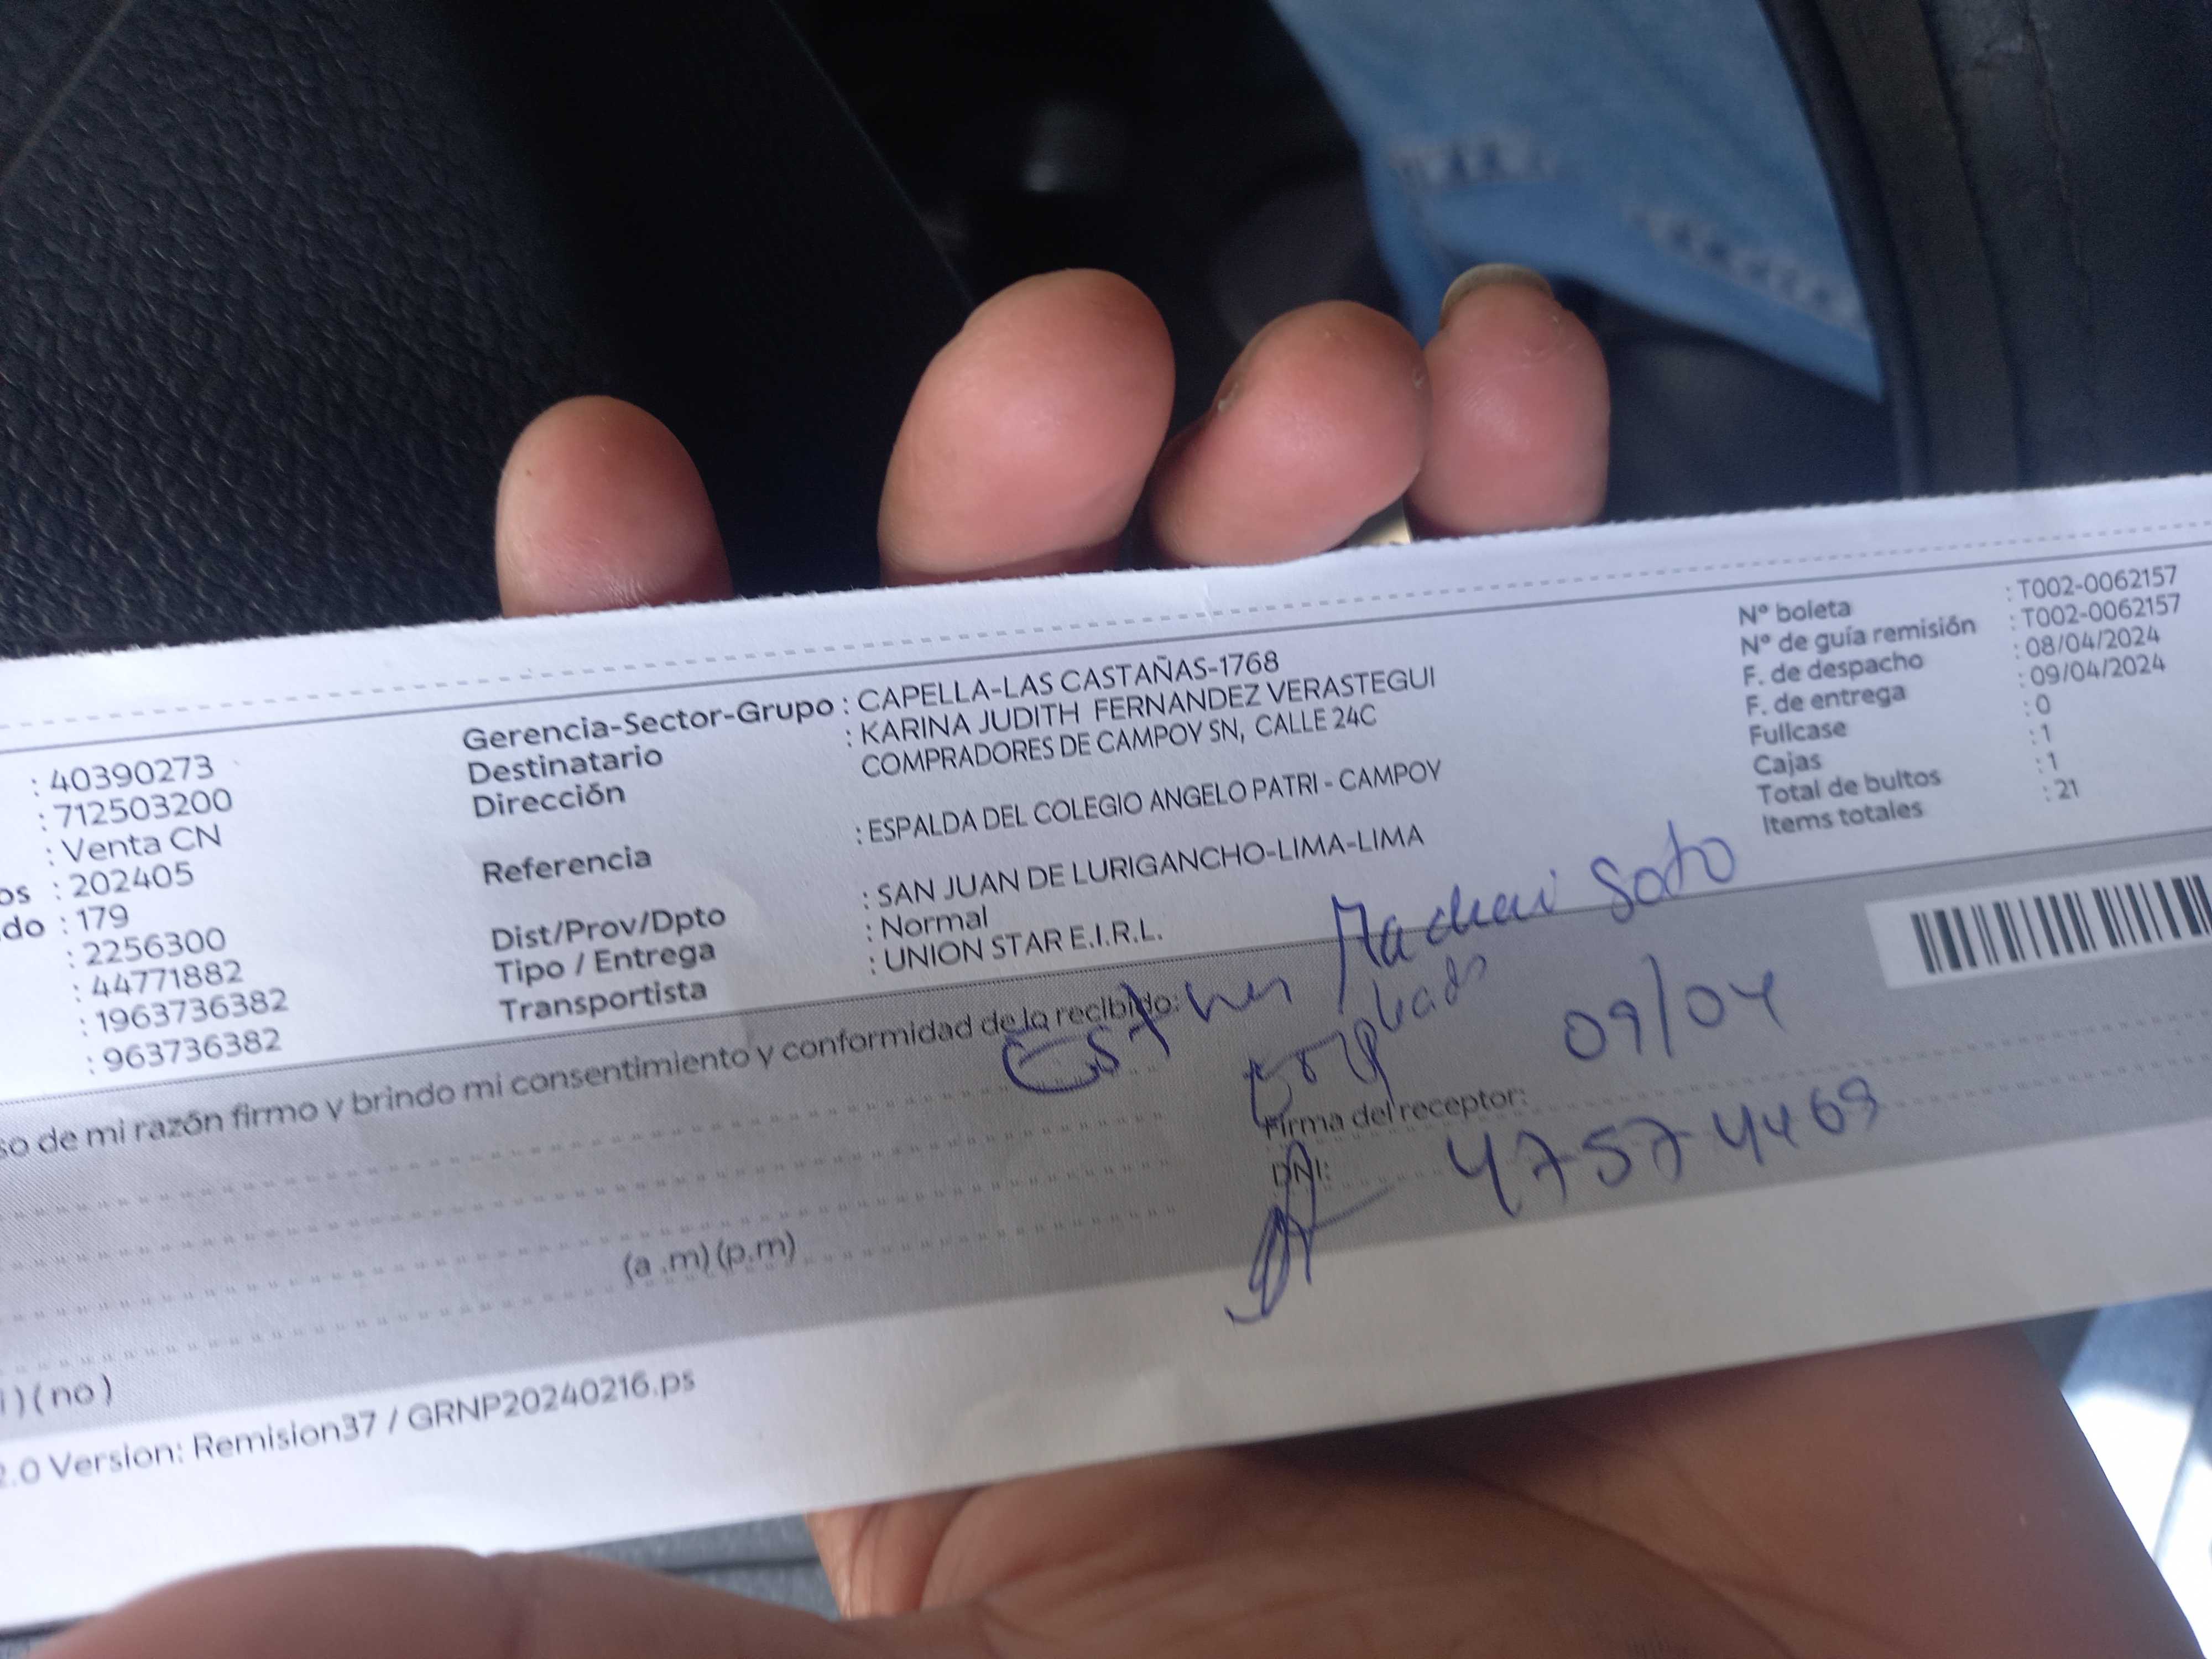 : 40390273
: 712503200
: Venta CN
os : 202405
do : 179
: 2256300
: 44771882
: 1963736382
: 963736382
Gerencia-Sector-Grupo : CAPELLA-LAS CASTAÑAS-1768
Destinatario : KARINA JUDITH FERNANDEZ VERASTEGUI
Dirección COMPRADORES DE CAMPOY SN, CALLE 24C
Referencia : ESPALDA DEL COLEGIO ANGELO PATRI - CAMPOY
Dist/Prov/Dpto : SAN JUAN DE LURIGANCHO-LIMA-LIMA
Tipo / Entrega : Normal
Transportista : UNION STAR E.I.R.L.
Nº boleta : T002-0062157
Nº de guía remisión : T002-0062157
F. de despacho : 08/04/2024
F. de entrega : 09/04/2024
Fullcase : 0
Cajas : 1
Total de bultos : 1
Items totales : 21
so de mi razón firmo y brindo mi consentimiento y conformidad de lo recibido:
Soto
09/04
Firma del receptor:
DNI: 47574469
(a .m) (p.m)
i ) ( no )
2.0 Version: Remision37 / GRNP20240216.ps